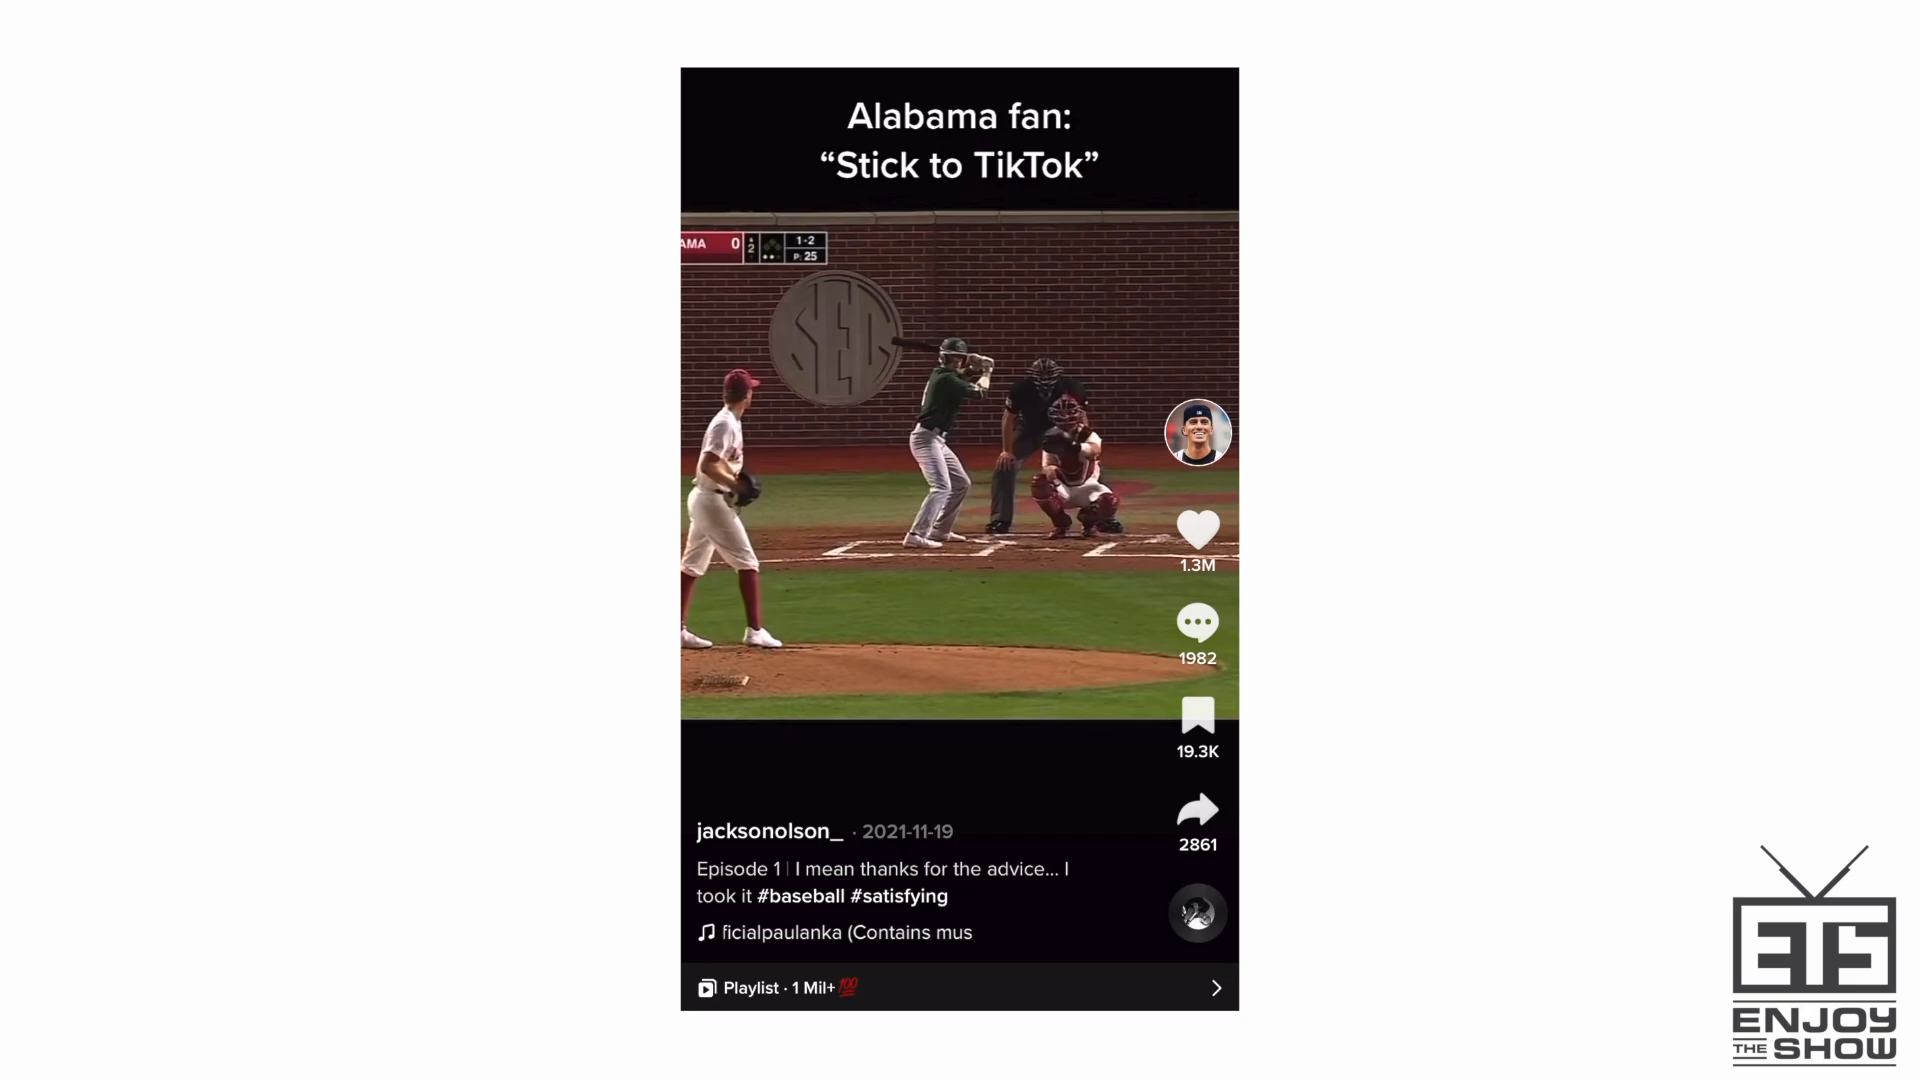 Alabama fan:
“Stick to TikTok”
AMA 0 2 1-2
P: 25
SEC
1.3M
1982
19.3K
2861
jacksonolson_ · 2021-11-19
Episode 1 | I mean thanks for the advice... I
took it #baseball #satisfying
ficialpaulanka (Contains mus
Playlist · 1 Mil+ 💯
ETS
ENJOY
THE SHOW